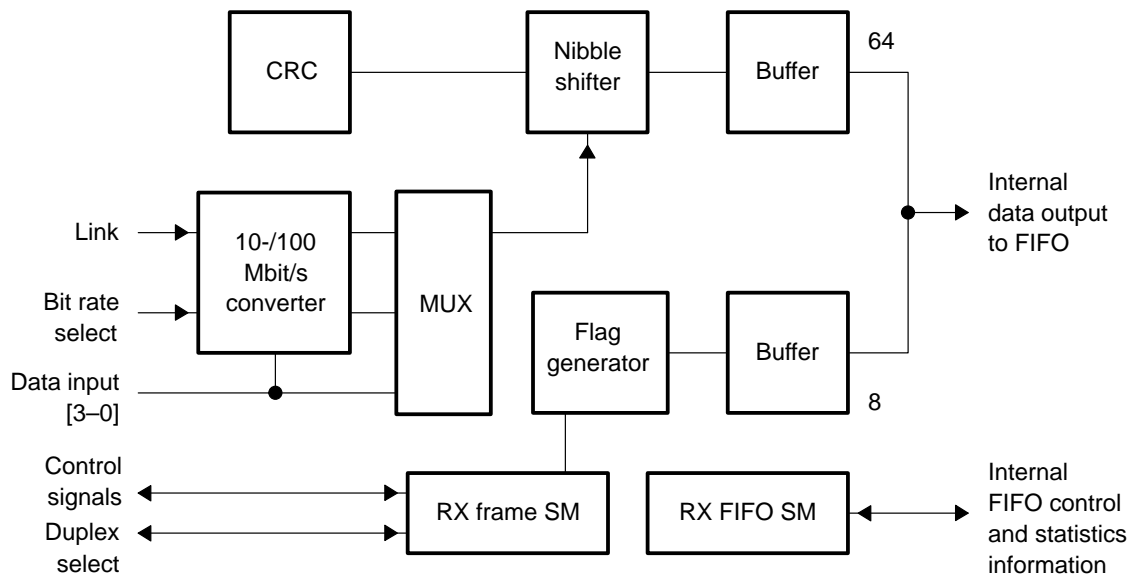 CRC
Nibble
shifter
Buffer
64
Link
Bit rate
select
Data input
[3–0]
10-/100
Mbit/s
converter
MUX
Flag
generator
Buffer
8
Internal
data output
to FIFO
Control
signals
Duplex
select
RX frame SM
RX FIFO SM
Internal
FIFO control
and statistics
information